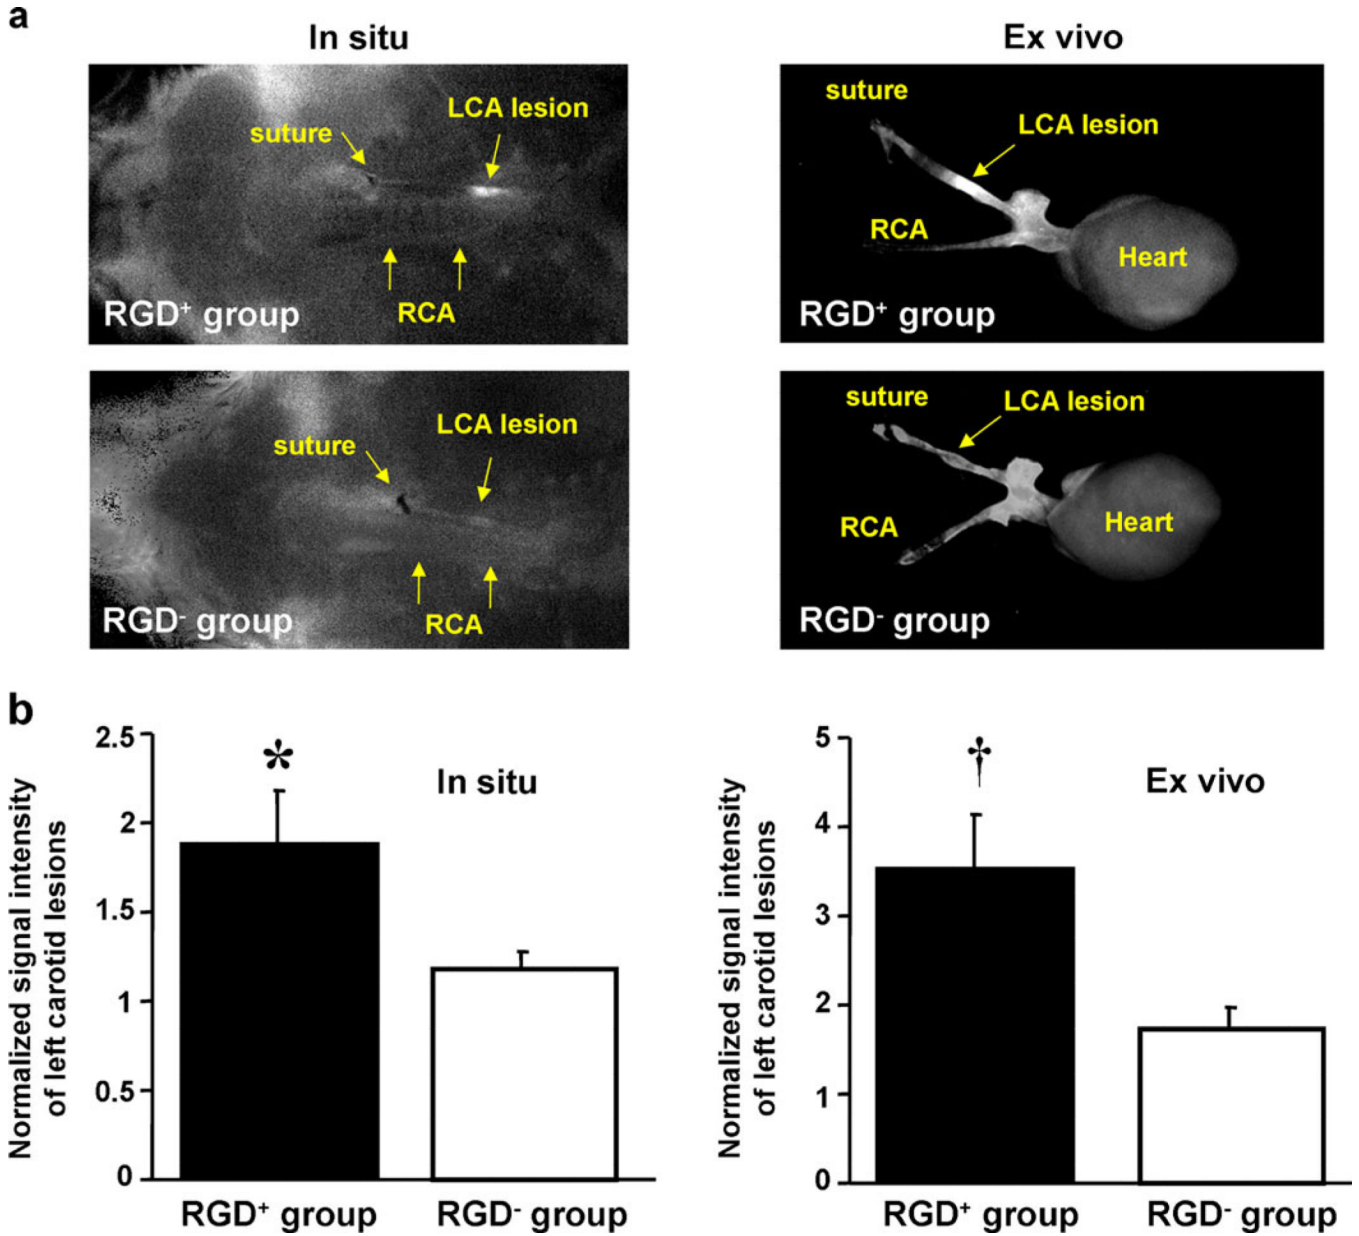 a
In situ
Ex vivo
suture
LCA lesion
RCA
RGD⁺ group
suture
LCA lesion
RCA
Heart
RGD⁺ group
suture
LCA lesion
RCA
RGD⁻ group
suture
LCA lesion
RCA
Heart
RGD⁻ group
b
Normalized signal intensity
of left carotid lesions
2.5
2
1.5
1
0.5
0
*
In situ
RGD⁺ group
RGD⁻ group
Normalized signal intensity
of left carotid lesions
5
4
3
2
1
0
†
Ex vivo
RGD⁺ group
RGD⁻ group